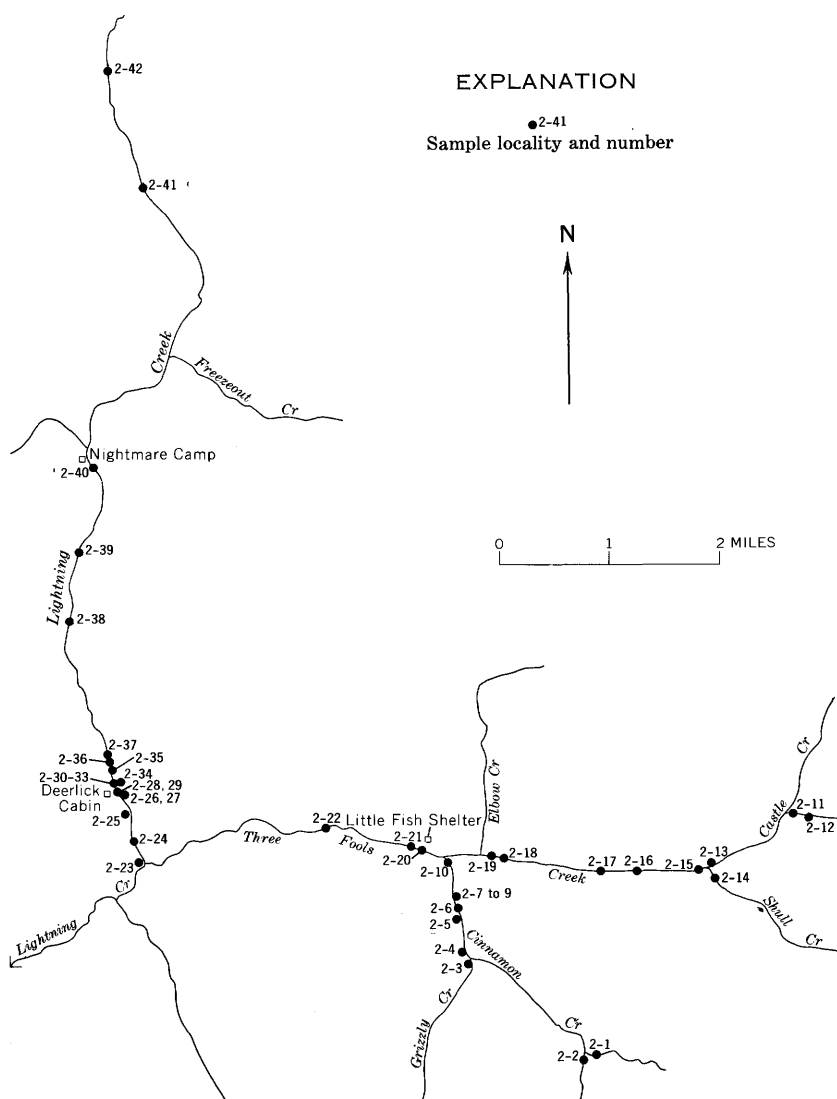 2-42
EXPLANATION
2-41
Sample locality and number
2-41
N
Creek
Freezeout
Cr
Nightmare Camp
2-40
0 1 2 MILES
2-39
Lightning
2-38
2-37
2-36
2-35
2-30-33
2-34
Deerlick
Cabin
2-28, 29
2-26, 27
2-25
2-24
2-23
Cr
Lightning
Three
2-22
Little Fish Shelter
Fools
2-21
2-20
2-10
Elbow Cr
2-19
2-18
Creek
2-17
2-16
2-15
2-13
2-14
Castle
Cr
2-11
2-12
Shull
Cr
2-7 to 9
2-6
2-5
2-4
2-3
Cinnamon
Cr
Grizzly
Cr
2-2
2-1